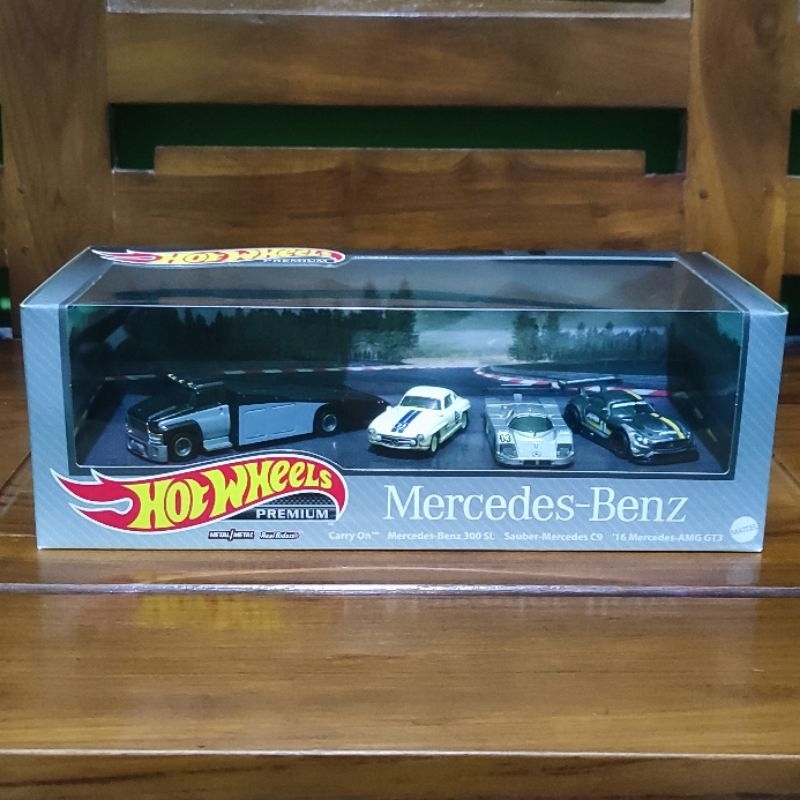 HOT WHEELS
PREMIUM
HOT WHEELS
PREMIUM
Mercedes-Benz
METAL/METAL Real Riders®
Carry On™ Mercedes-Benz 300 SL Sauber-Mercedes C9 '16 Mercedes-AMG GT3
MATTEL